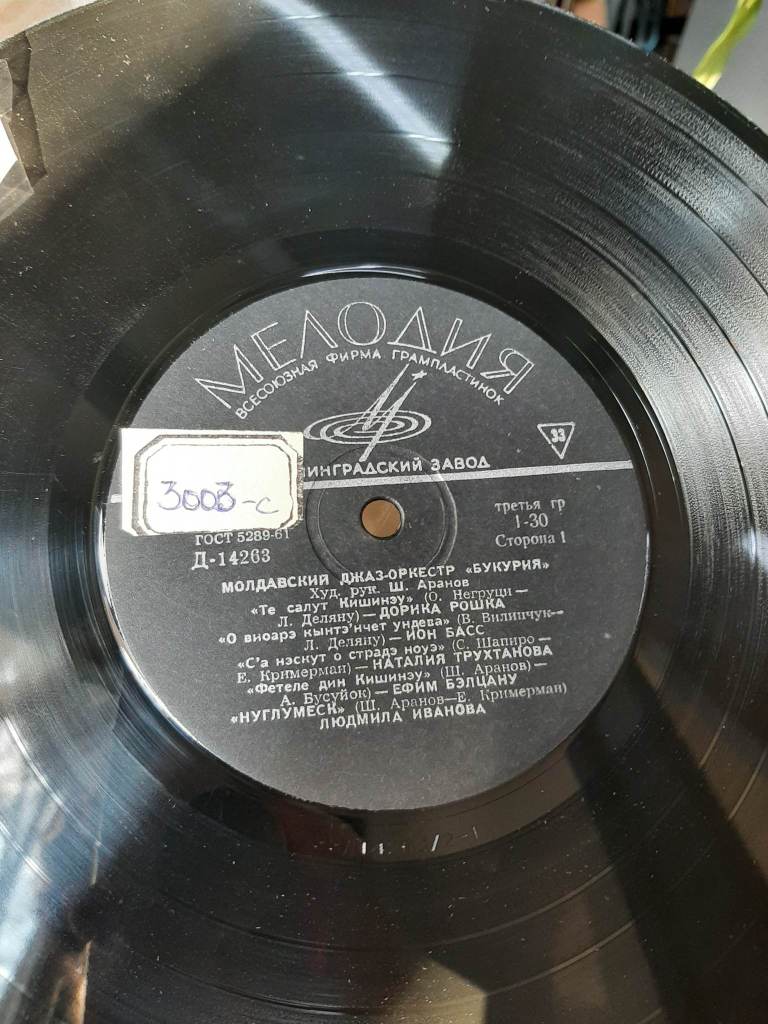 МЕЛОДИЯ
ВСЕСОЮЗНАЯ ФИРМА ГРАМПЛАСТИНОК
33
ИНГРАДСКИЙ ЗАВОД
3003-с
ГОСТ 5289-61
Д-14263
третья гр
1-30
Сторона 1
МОЛДАВСКИЙ ДЖАЗ-ОРКЕСТР «БУКУРИЯ»
Худ. рук. Ш. Аранов
«Те салут Кишинэу» (О. Негруци—
Л. Деляну)—ДОРИКА РОШКА
«О виоарэ кынтэ'нчет ундева» (В. Вилинчук—
Л. Деляну)—ИОН БАСС
«С'а нэскут о страдэ ноуэ» (С. Шапиро—
Е. Кримерман)—НАТАЛИЯ ТРУХТАНОВА
«Фетеле дин Кишинэу» (Ш. Аранов)—
А. Бусуйок)—ЕФИМ БЭЛЦАНУ
«НУГЛУМЕСК» (Ш. Аранов—Е. Кримерман)
ЛЮДМИЛА ИВАНОВА